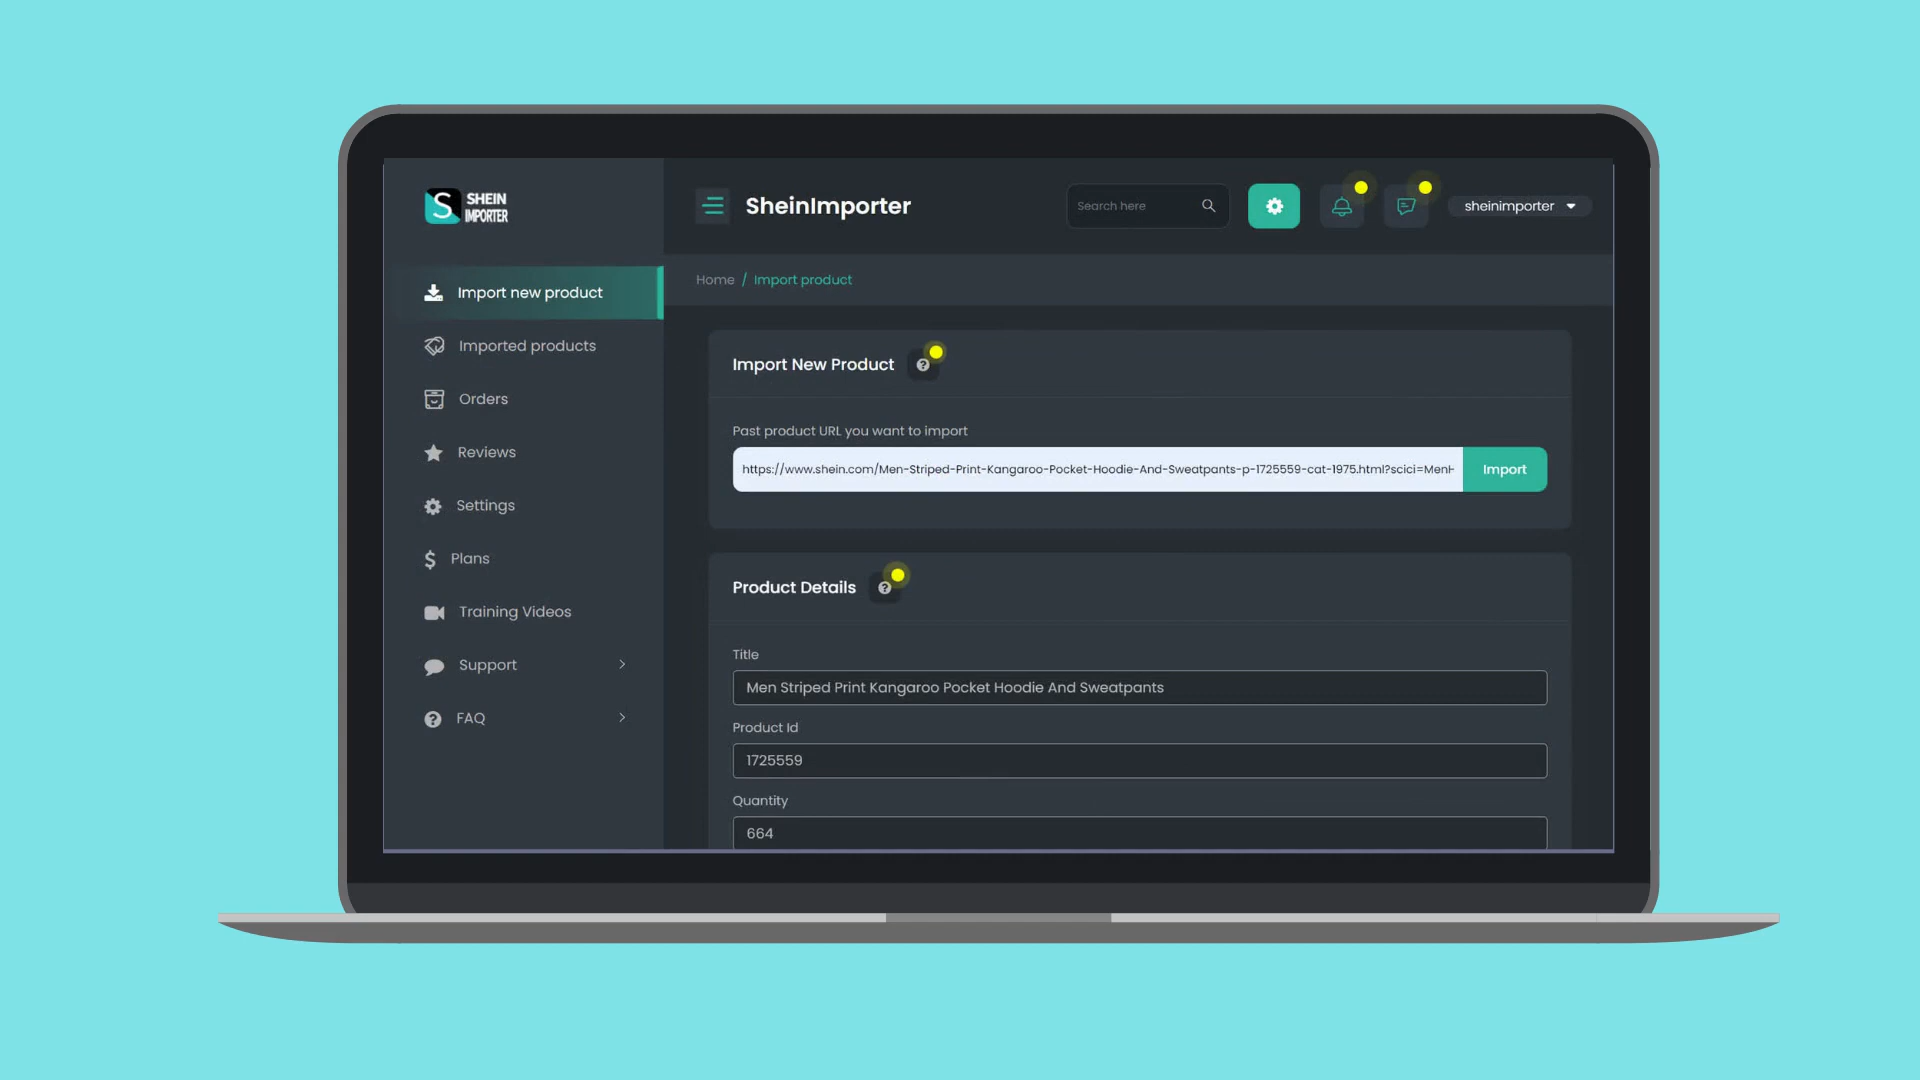 SHEIN
IMPORTER
SheinImporter
Search here
sheinimporter
Home / Import product
Import new product
Imported products
Orders
Reviews
Settings
Plans
Training Videos
Support
FAQ
Import New Product
Past product URL you want to import
https://www.shein.com/Men-Striped-Print-Kangaroo-Pocket-Hoodie-And-Sweatpants-p-1725559-cat-1975.html?scici=MenH
Import
Product Details
Title
Men Striped Print Kangaroo Pocket Hoodie And Sweatpants
Product Id
1725559
Quantity
664